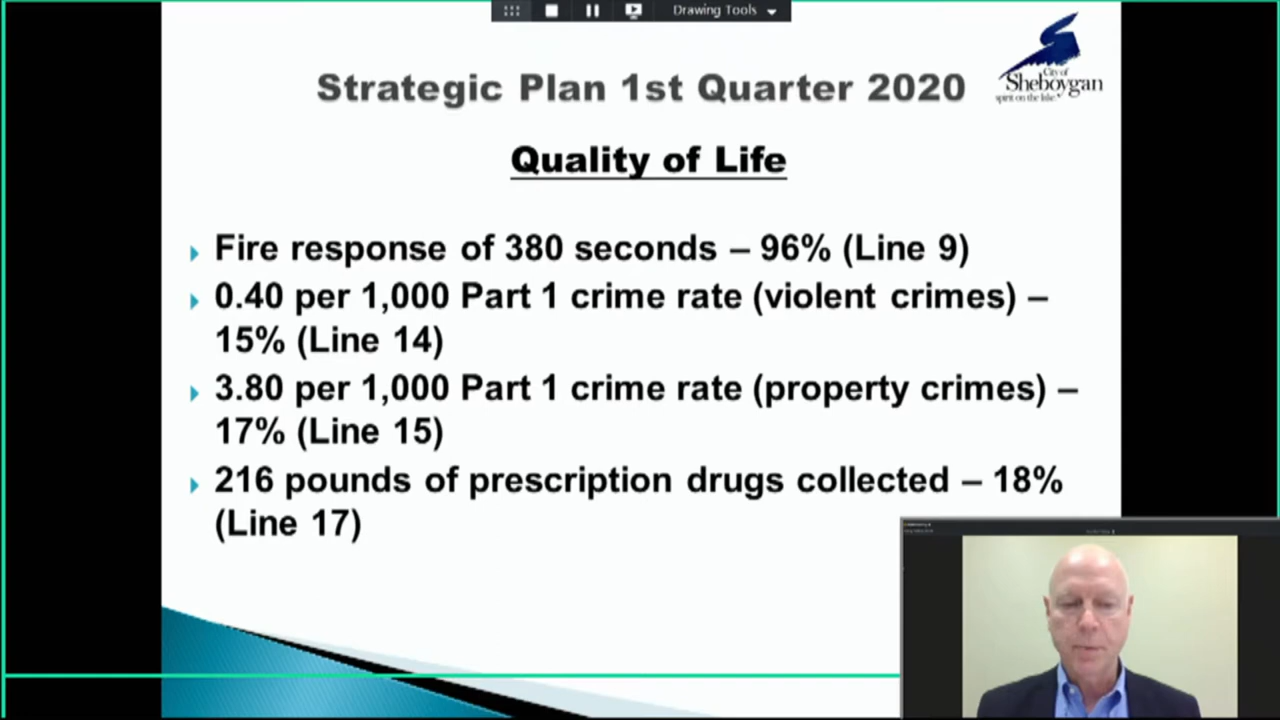 Drawing Tools
Strategic Plan 1st Quarter 2020
City of
Sheboygan
spirit on the lake.
Quality of Life
Fire response of 380 seconds – 96% (Line 9)
0.40 per 1,000 Part 1 crime rate (violent crimes) –
15% (Line 14)
3.80 per 1,000 Part 1 crime rate (property crimes) –
17% (Line 15)
216 pounds of prescription drugs collected – 18%
(Line 17)